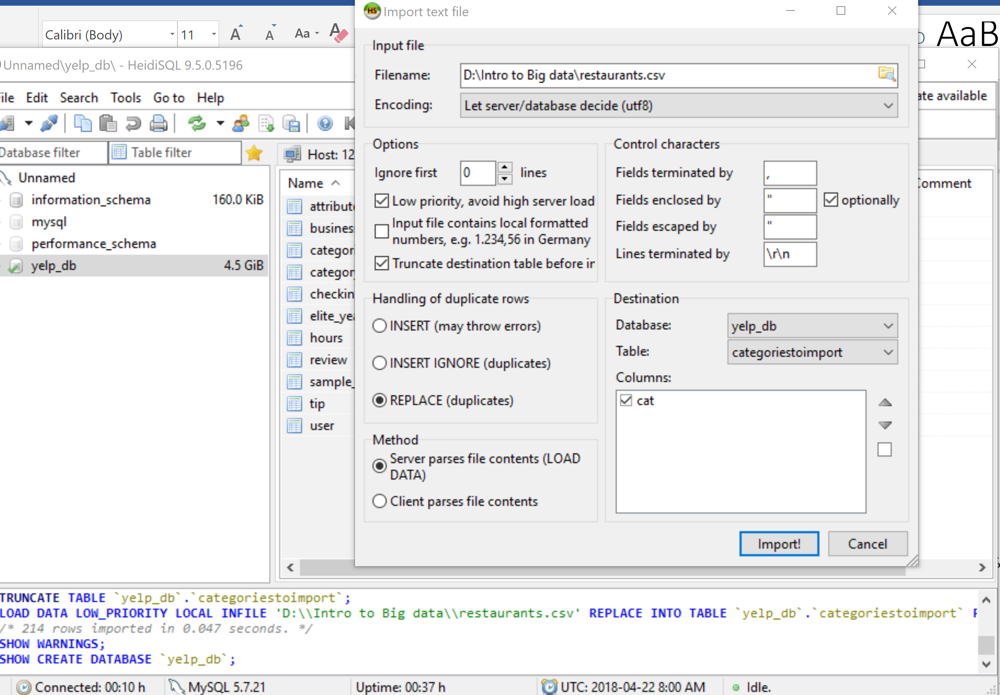 Import text file
Calibri (Body) 11 Aa AaB
Input file
Unnamed\yelp_db\ - HeidiSQL 9.5.0.5196
Filename: D:\Intro to Big data\restaurants.csv
File Edit Search Tools Go to Help
Encoding: Let server/database decide (utf8)
ate available
Database filter Table filter Host: 12
Options
Ignore first 0 lines
Low priority, avoid high server load
Input file contains local formatted
numbers, e.g. 1.234,56 in Germany
Truncate destination table before in
Control characters
Fields terminated by ,
Fields enclosed by " optionally
Fields escaped by "
Lines terminated by \r\n
Unnamed
information_schema 160.0 KiB
mysql
performance_schema
yelp_db 4.5 GiB
Name Comment
attribute
business
categori
category
checkin
elite_yea
hours
review
sample_
tip
user
Handling of duplicate rows
INSERT (may throw errors)
INSERT IGNORE (duplicates)
REPLACE (duplicates)
Method
Server parses file contents (LOAD
DATA)
Client parses file contents
Destination
Database: yelp_db
Table: categoriestoimport
Columns:
cat
Import! Cancel
TRUNCATE TABLE `yelp_db`.`categoriestoimport`;
LOAD DATA LOW_PRIORITY LOCAL INFILE 'D:\\Intro to Big data\\restaurants.csv' REPLACE INTO TABLE `yelp_db`.`categoriestoimport` F
/* 214 rows imported in 0.047 seconds. */
SHOW WARNINGS;
SHOW CREATE DATABASE `yelp_db`;
Connected: 00:10 h MySQL 5.7.21 Uptime: 00:37 h UTC: 2018-04-22 8:00 AM Idle.